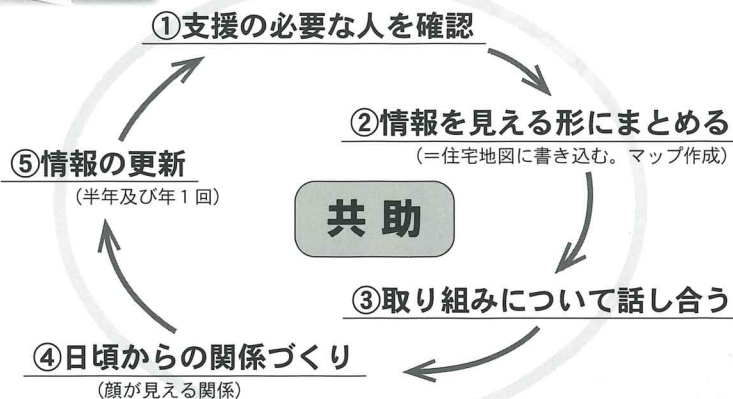 ①支援の必要な人を確認
②情報を見える形にまとめる
(=住宅地図に書き込む。マップ作成)
③取り組みについて話し合う
④日頃からの関係づくり
(顔が見える関係)
⑤情報の更新
(半年及び年1回)
共助